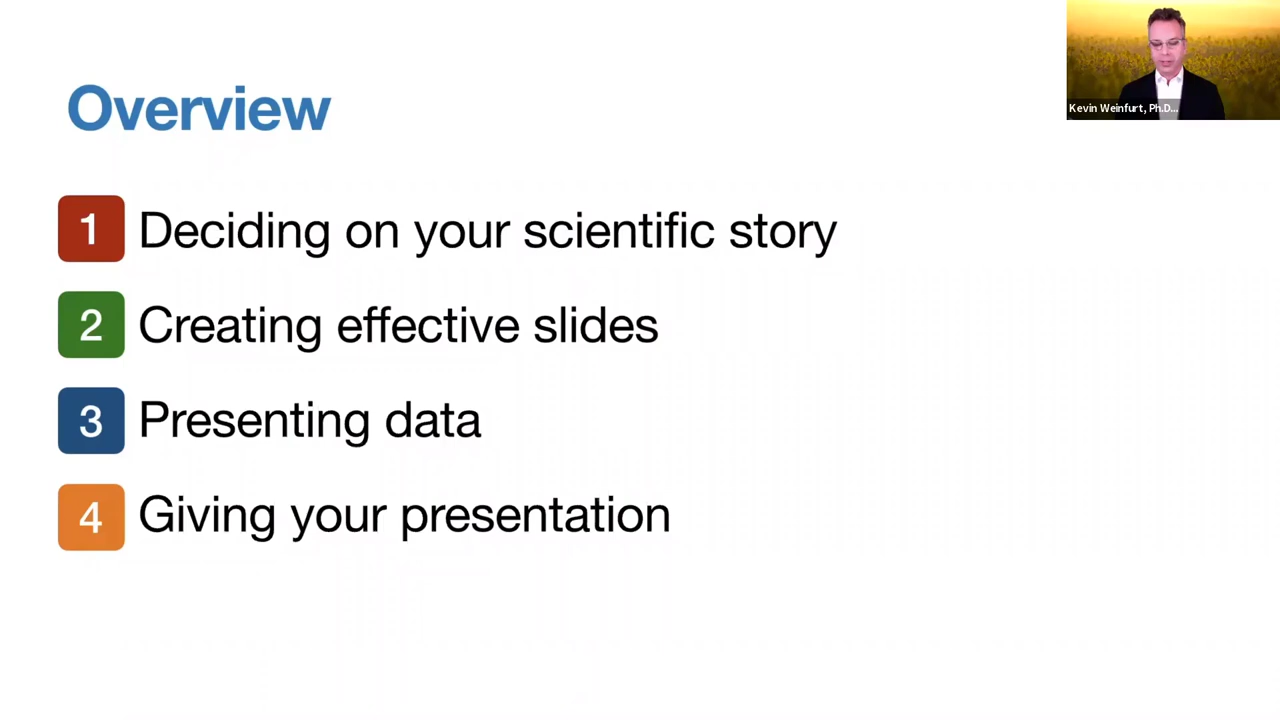 Overview
1 Deciding on your scientific story
2 Creating effective slides
3 Presenting data
4 Giving your presentation
Kevin Weinfurt, Ph.D...